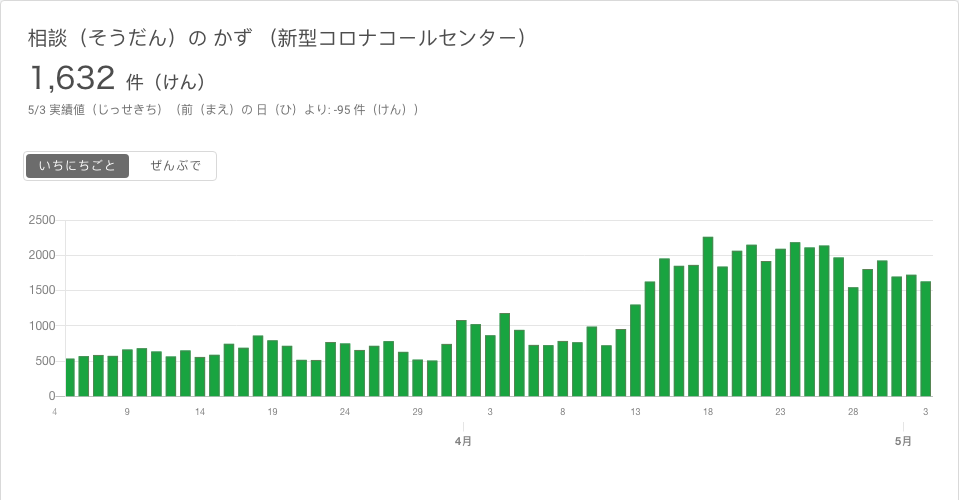 相談（そうだん）の かず （新型コロナコールセンター）
1,632 件（けん）
5/3 実績値（じっせきち）（前（まえ）の 日（ひ）より: -95 件（けん））
いちにちごと ぜんぶで
2500
2000
1500
1000
500
0
4 9 14 19 24 29 3 8 13 18 23 28 3
4月 5月